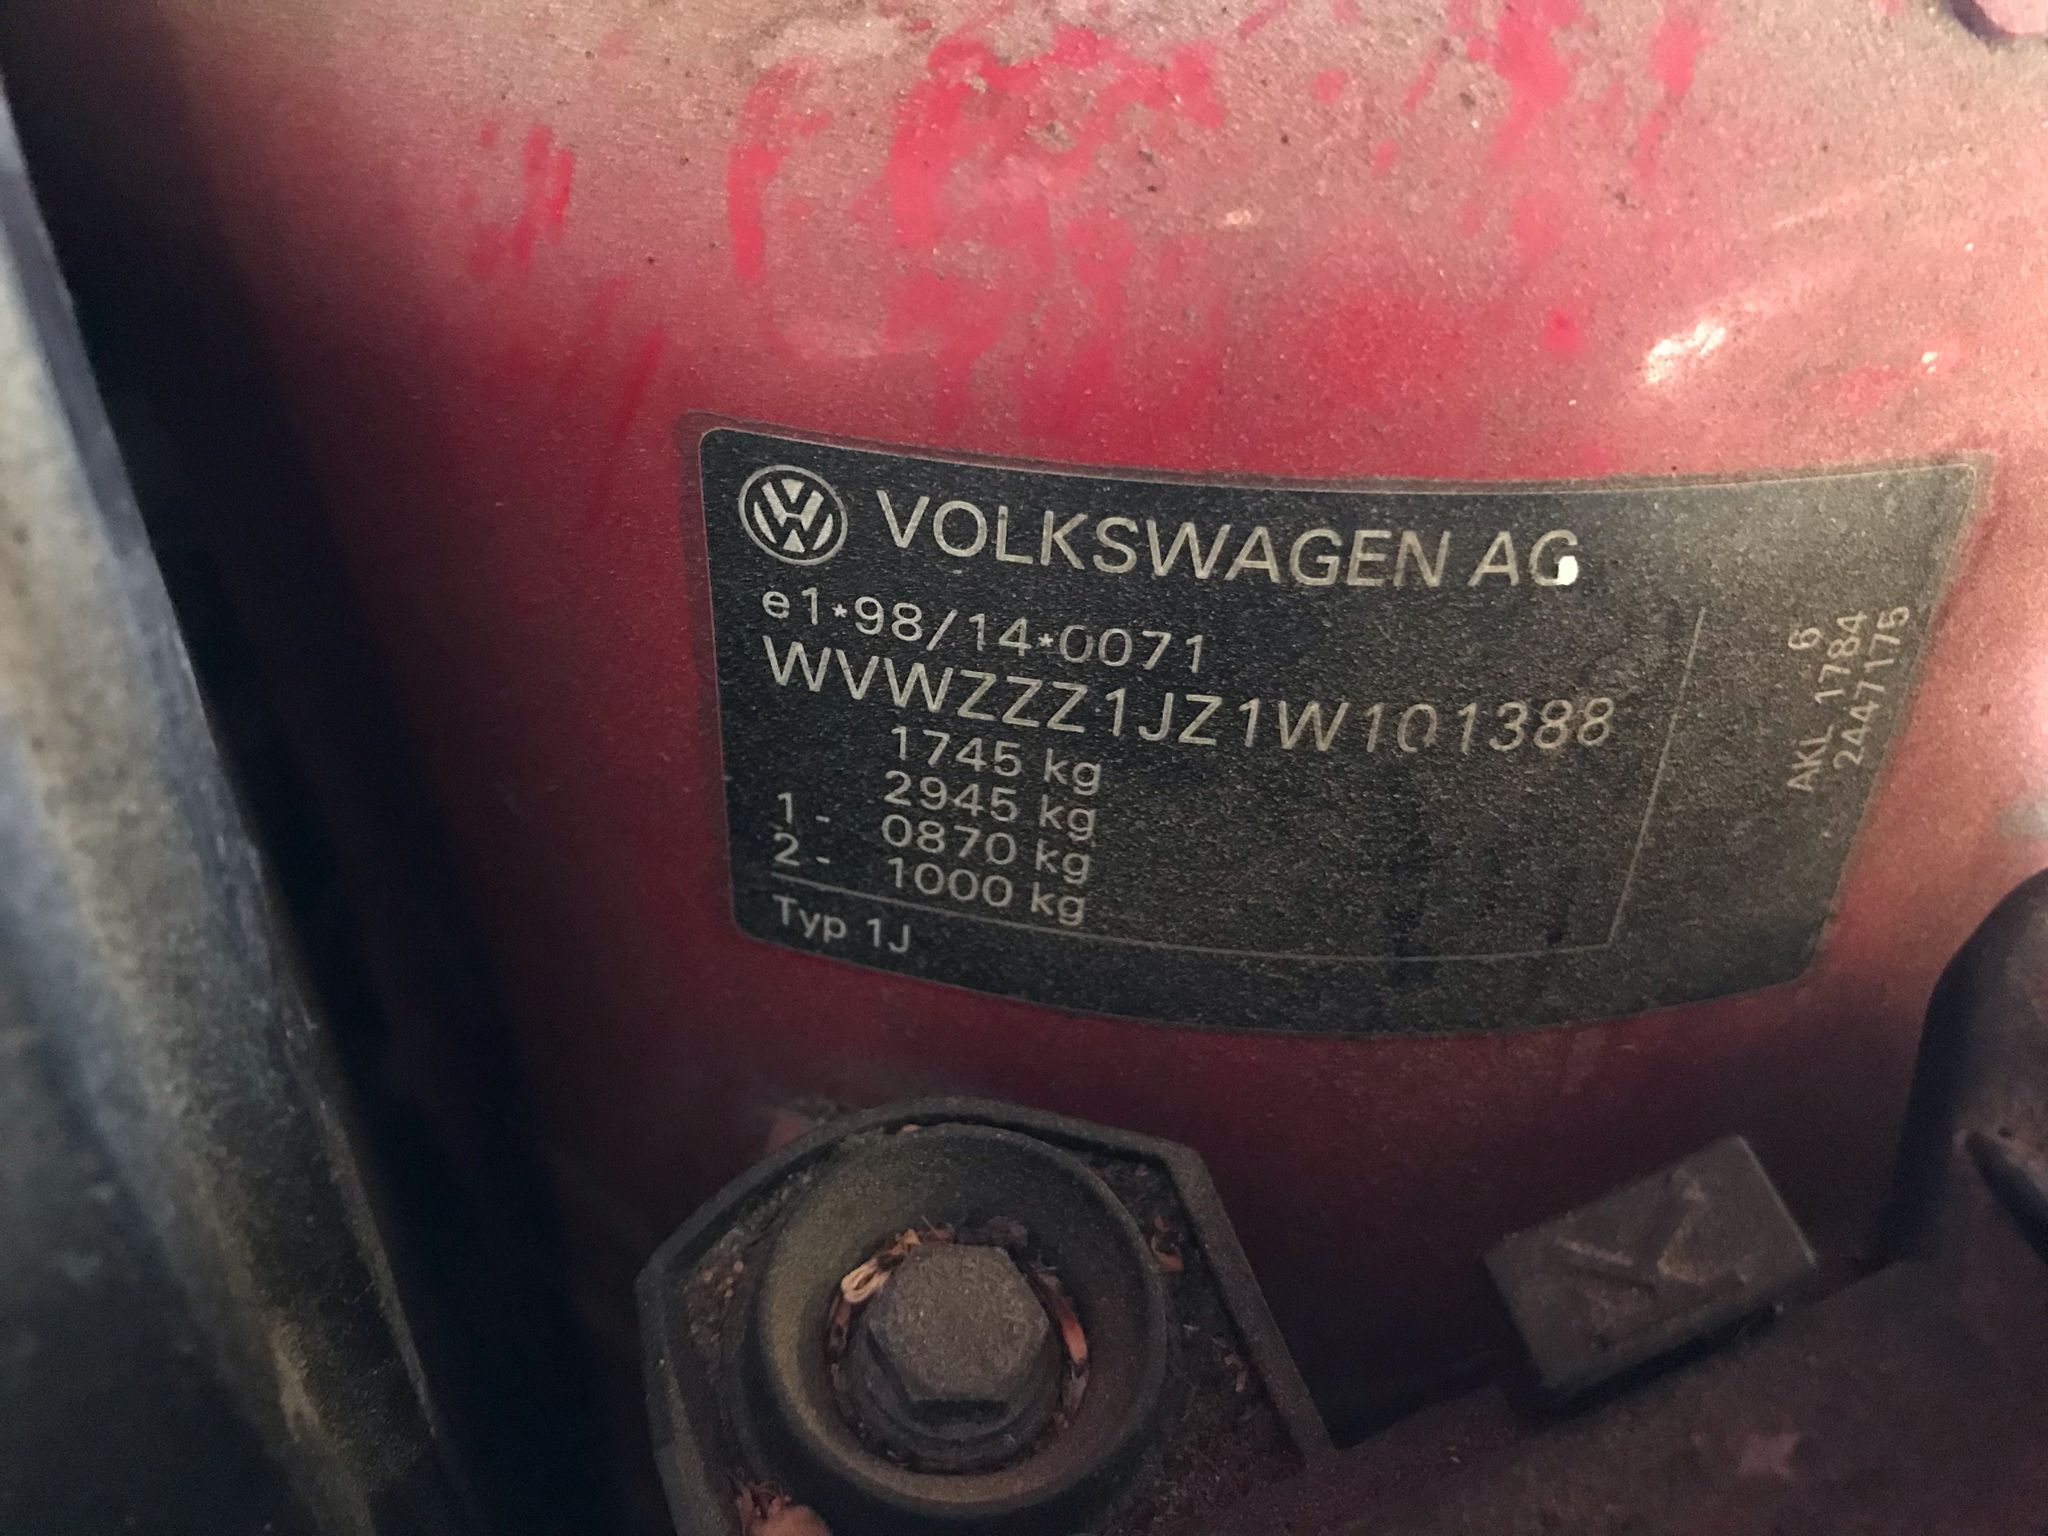 VOLKSWAGEN AG
e1*98/14*0071
WVWZZZ1JZ1W101388
1745 kg
2945 kg
1 - 0870 kg
2 - 1000 kg
Typ 1J
6
AKL 1784
2447175